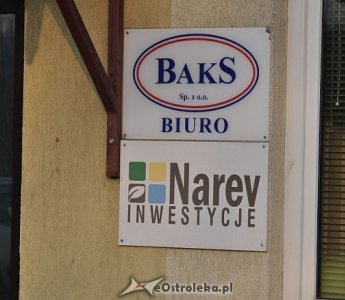 BAKS
Sp. z o.o.
BIURO
Narev
INWESTYCJE
eOstroleka.pl